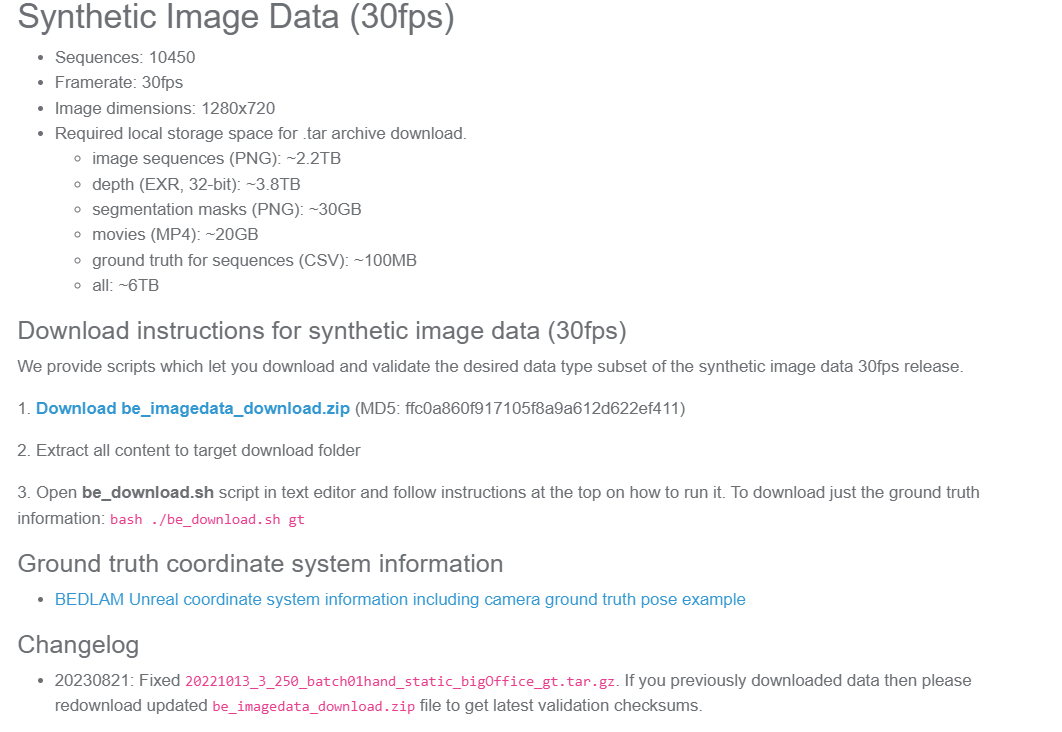 Synthetic Image Data (30fps)
• Sequences: 10450
• Framerate: 30fps
• Image dimensions: 1280x720
• Required local storage space for .tar archive download.
◦ image sequences (PNG): ~2.2TB
◦ depth (EXR, 32-bit): ~3.8TB
◦ segmentation masks (PNG): ~30GB
◦ movies (MP4): ~20GB
◦ ground truth for sequences (CSV): ~100MB
◦ all: ~6TB
Download instructions for synthetic image data (30fps)
We provide scripts which let you download and validate the desired data type subset of the synthetic image data 30fps release.
1. Download be_imagedata_download.zip (MD5: ffc0a860f917105f8a9a612d622ef411)
2. Extract all content to target download folder
3. Open be_download.sh script in text editor and follow instructions at the top on how to run it. To download just the ground truth
information: bash ./be_download.sh gt
Ground truth coordinate system information
• BEDLAM Unreal coordinate system information including camera ground truth pose example
Changelog
• 20230821: Fixed 20221013_3_250_batch01hand_static_bigOffice_gt.tar.gz. If you previously downloaded data then please
redownload updated be_imagedata_download.zip file to get latest validation checksums.